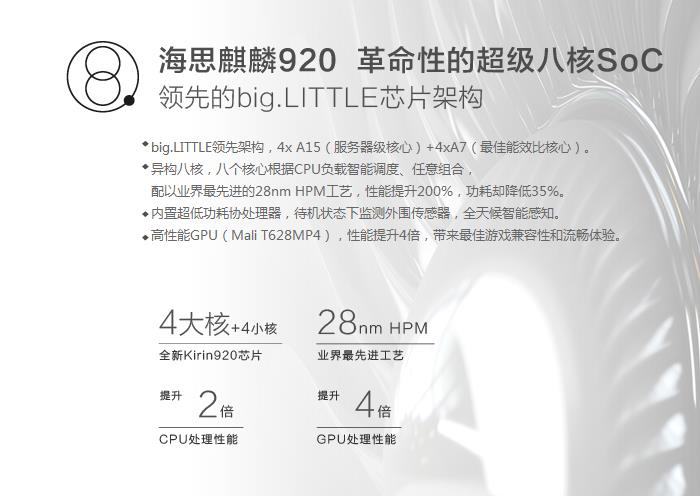 海思麒麟920 革命性的超级八核SoC
领先的big.LITTLE芯片架构
big.LITTLE领先架构，4x A15（服务器级核心）+4xA7（最佳能效比核心）。
异构八核，八个核心根据CPU负载智能调度、任意组合，
配以业界最先进的28nm HPM工艺，性能提升200%，功耗却降低35%。
内置超低功耗协处理器，待机状态下监测外围传感器，全天候智能感知。
高性能GPU（Mali T628MP4），性能提升4倍，带来最佳游戏兼容性和流畅体验。
4大核+4小核
全新Kirin920芯片
28nm HPM
业界最先进工艺
提升 2倍
CPU处理性能
提升 4倍
GPU处理性能